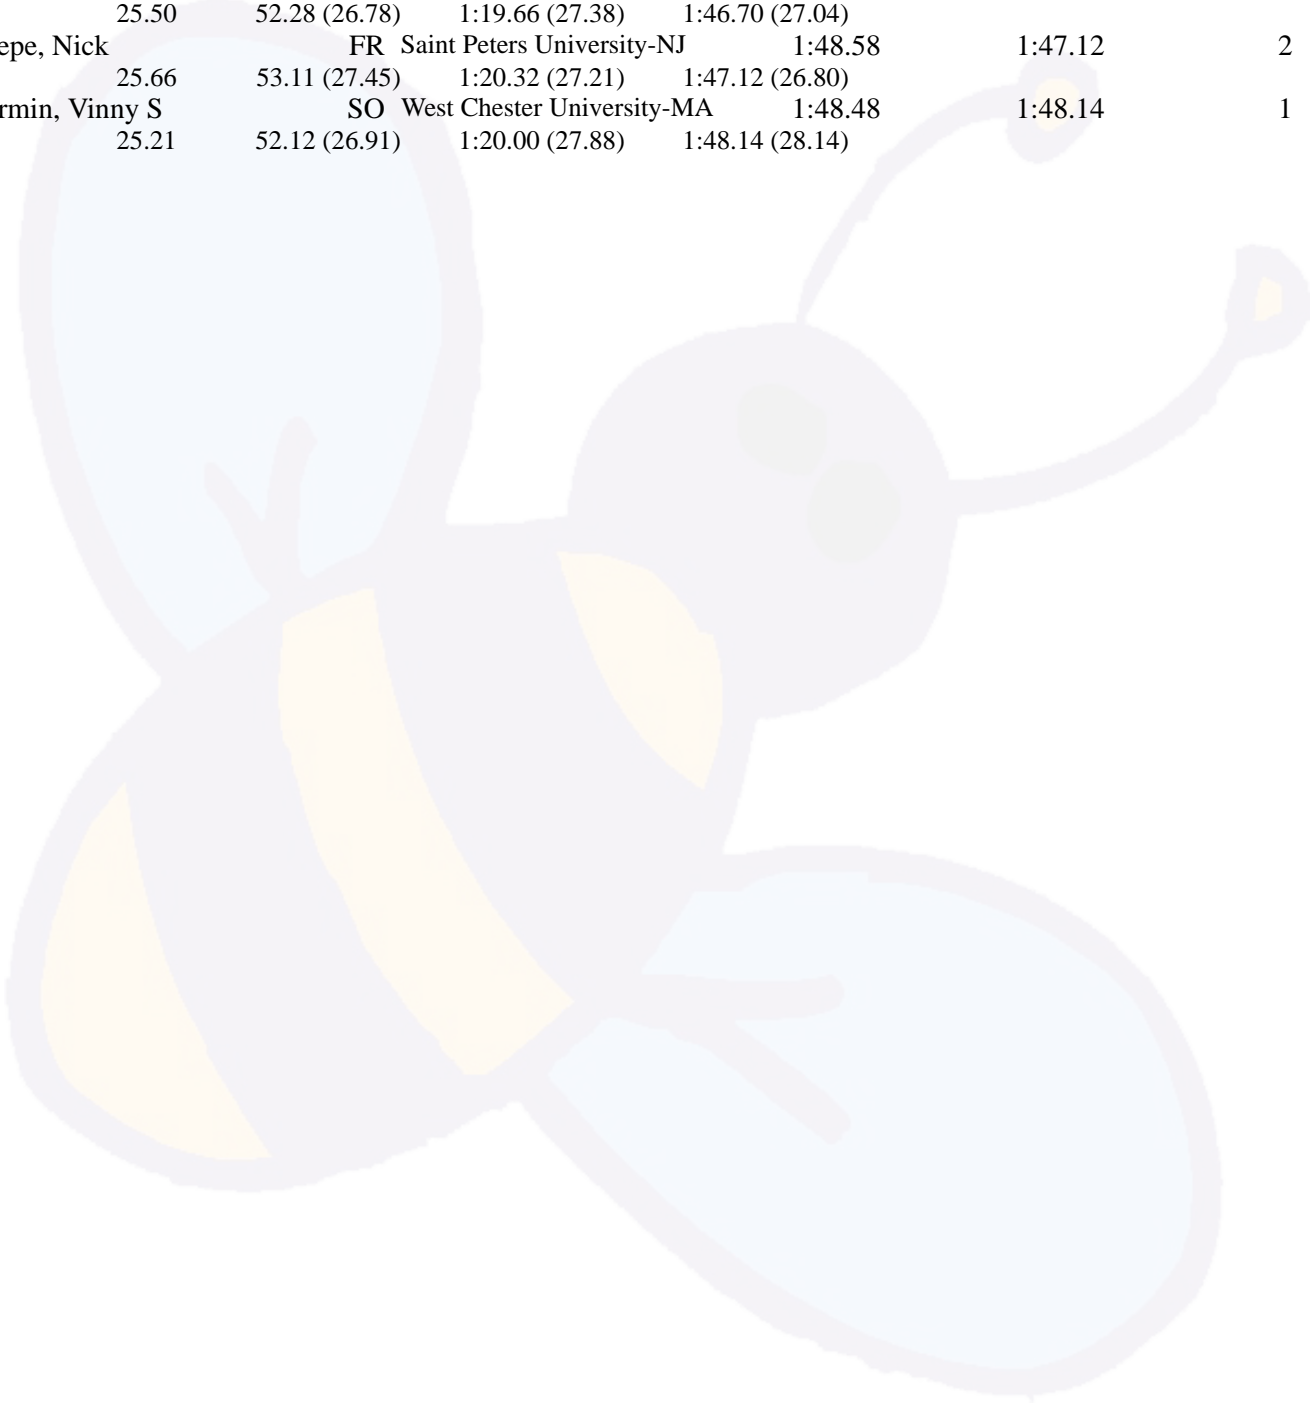 25.50 52.28 (26.78) 1:19.66 (27.38) 1:46.70 (27.04)
epe, Nick FR Saint Peters University-NJ 1:48.58 1:47.12 2
25.66 53.11 (27.45) 1:20.32 (27.21) 1:47.12 (26.80)
rmin, Vinny S SO West Chester University-MA 1:48.48 1:48.14 1
25.21 52.12 (26.91) 1:20.00 (27.88) 1:48.14 (28.14)